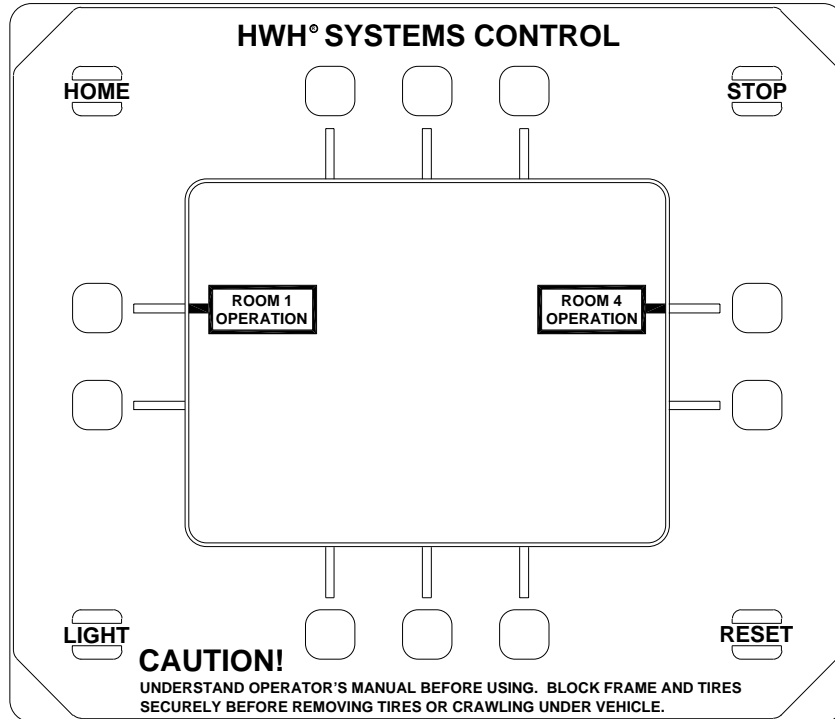 HWH® SYSTEMS CONTROL
HOME
STOP
ROOM 1
OPERATION
ROOM 4
OPERATION
LIGHT
RESET
CAUTION!
UNDERSTAND OPERATOR'S MANUAL BEFORE USING. BLOCK FRAME AND TIRES
SECURELY BEFORE REMOVING TIRES OR CRAWLING UNDER VEHICLE.